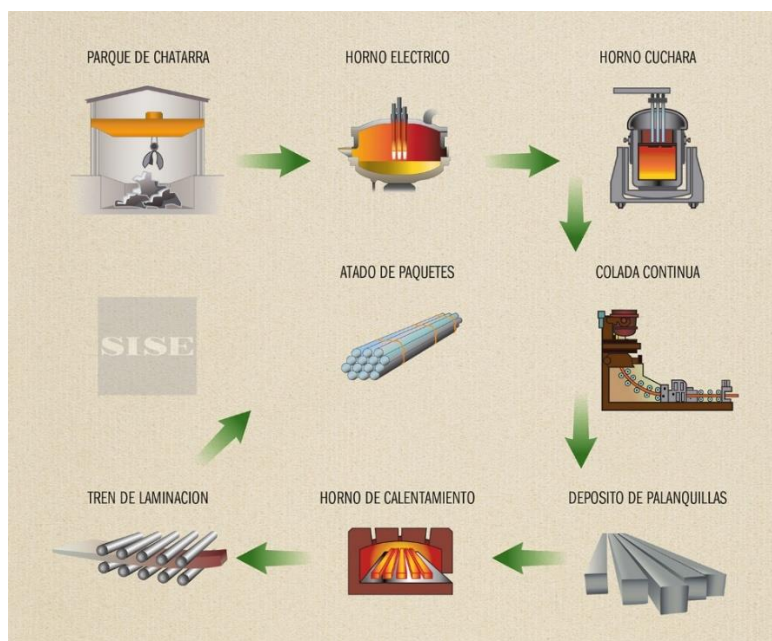 PARQUE DE CHATARRA
HORNO ELECTRICO
HORNO CUCHARA
ATADO DE PAQUETES
COLADA CONTINUA
SISE
TREN DE LAMINACION
HORNO DE CALENTAMIENTO
DEPOSITO DE PALANQUILLAS